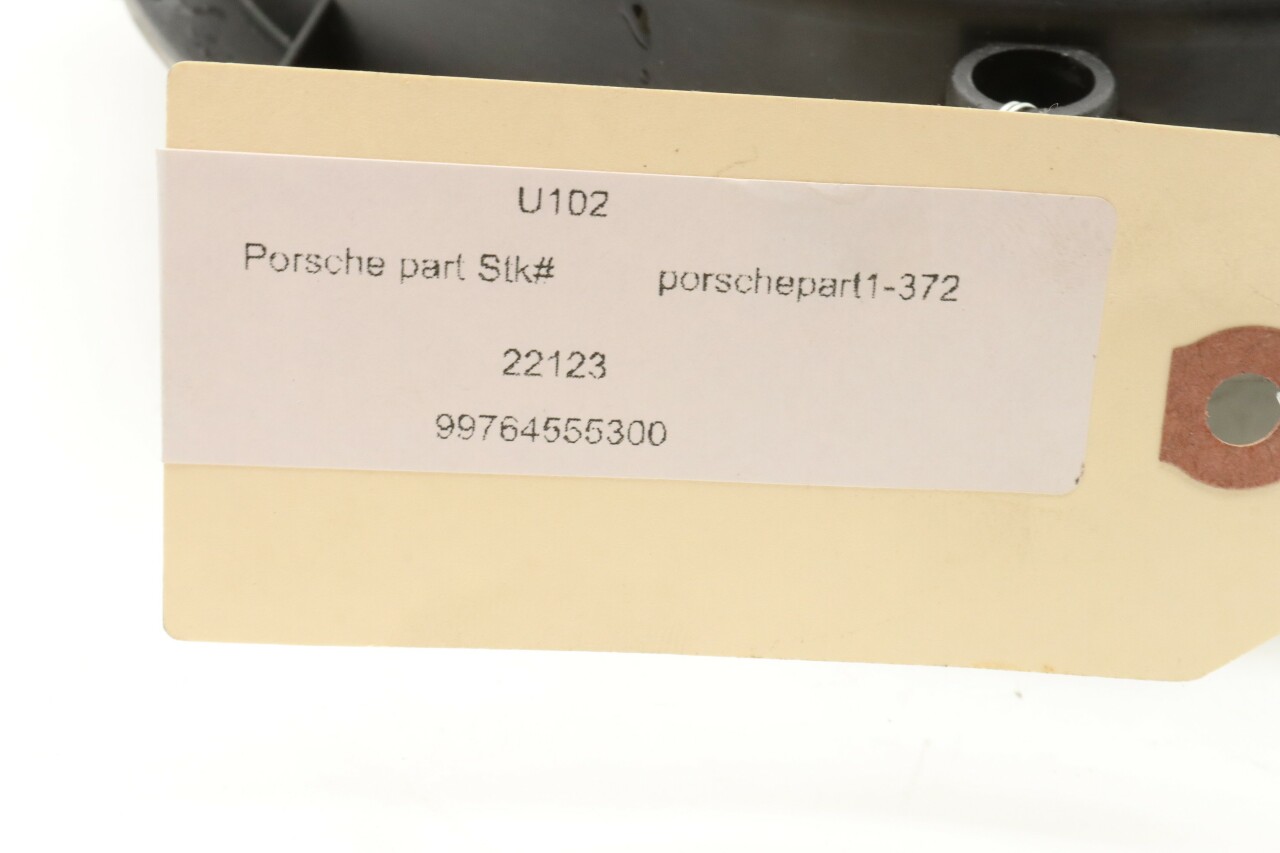 U102
Porsche part Stk# porschepart1-372
22123
99764555300